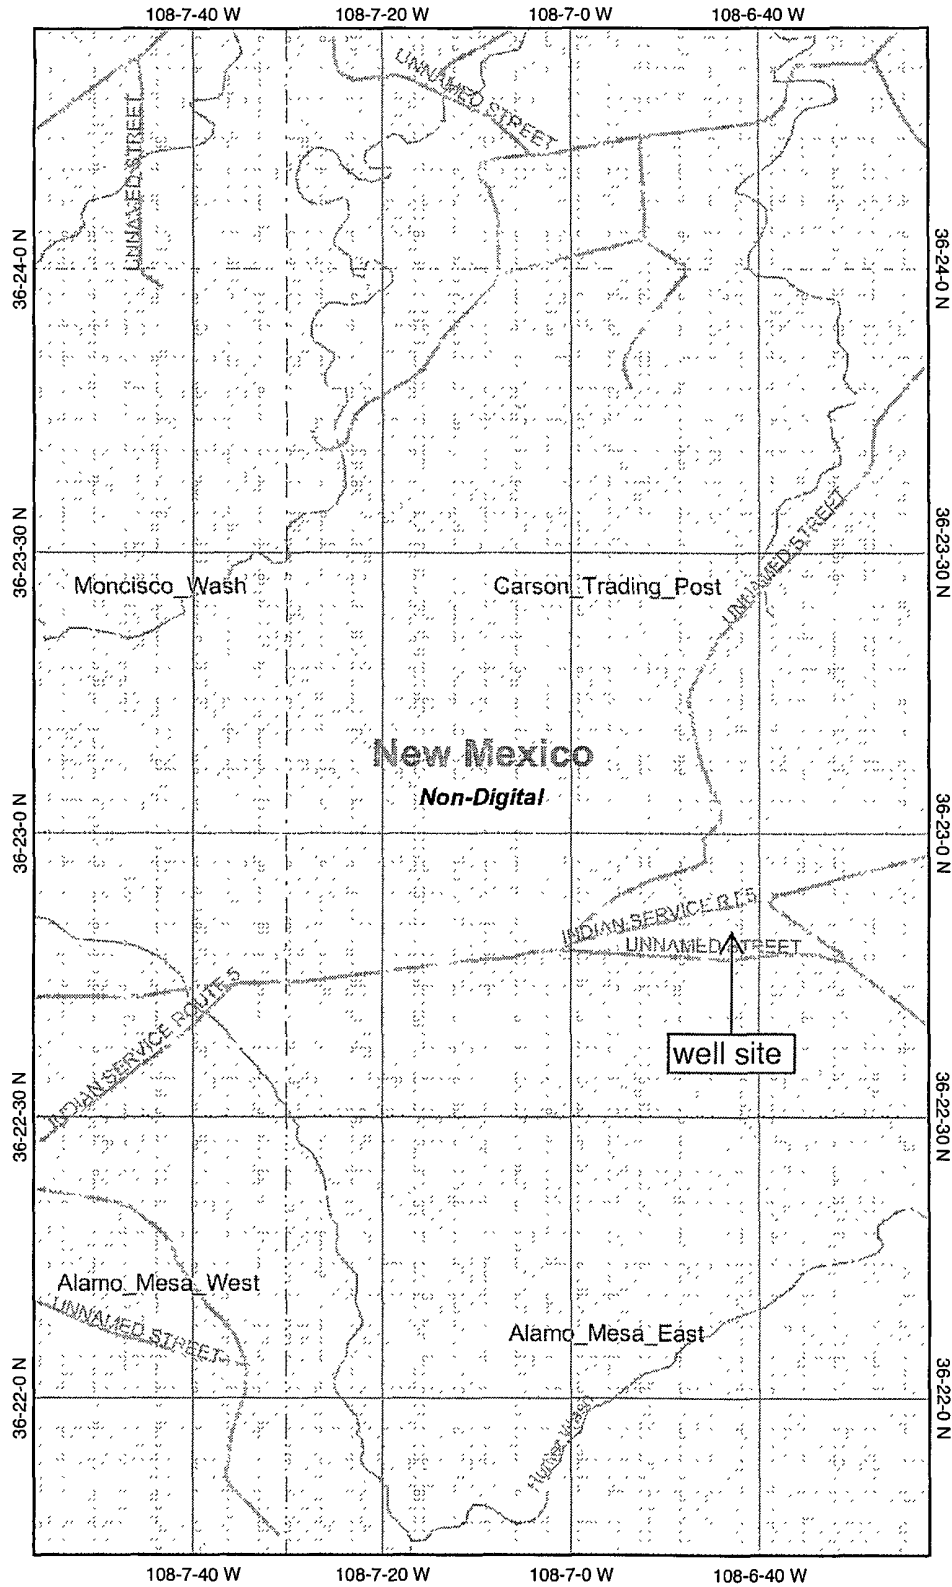 108-7-40 W
108-7-20 W
108-7-0 W
108-6-40 W
UNNAMED STREET
UNNAMED STREET
36-24-0 N
36-24-0 N
UNNAMED STREET
36-23-30 N
36-23-30 N
Moncisco_Wash
Carson_Trading_Post
New Mexico
Non-Digital
36-23-0 N
36-23-0 N
INDIAN SERVICE RT 5
UNNAMED STREET
INDIAN SERVICE ROUTE 5
well site
36-22-30 N
36-22-30 N
Alamo_Mesa_West
UNNAMED STREET
Alamo_Mesa_East
36-22-0 N
36-22-0 N
Hunter Wash
108-7-40 W
108-7-20 W
108-7-0 W
108-6-40 W